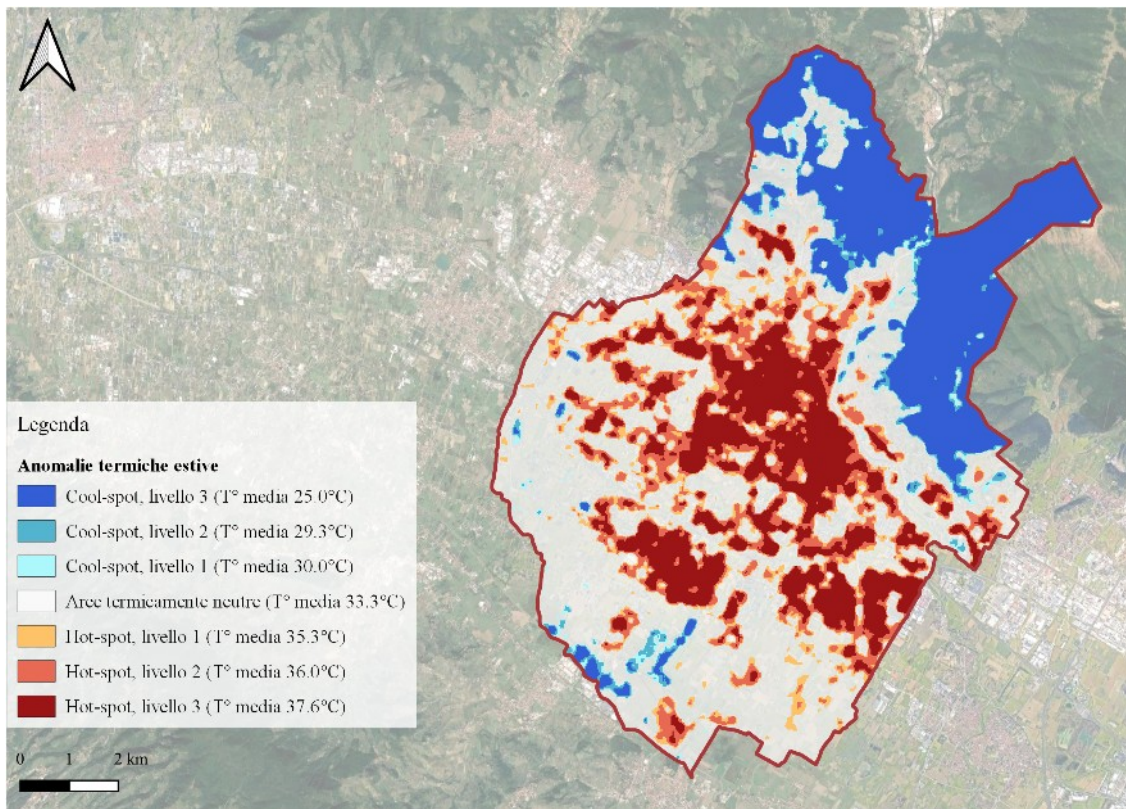 Legenda
Anomalie termiche estive
Cool-spot, livello 3 (T° media 25.0°C)
Cool-spot, livello 2 (T° media 29.3°C)
Cool-spot, livello 1 (T° media 30.0°C)
Aree termicamente neutre (T° media 33.3°C)
Hot-spot, livello 1 (T° media 35.3°C)
Hot-spot, livello 2 (T° media 36.0°C)
Hot-spot, livello 3 (T° media 37.6°C)
0 1 2 km